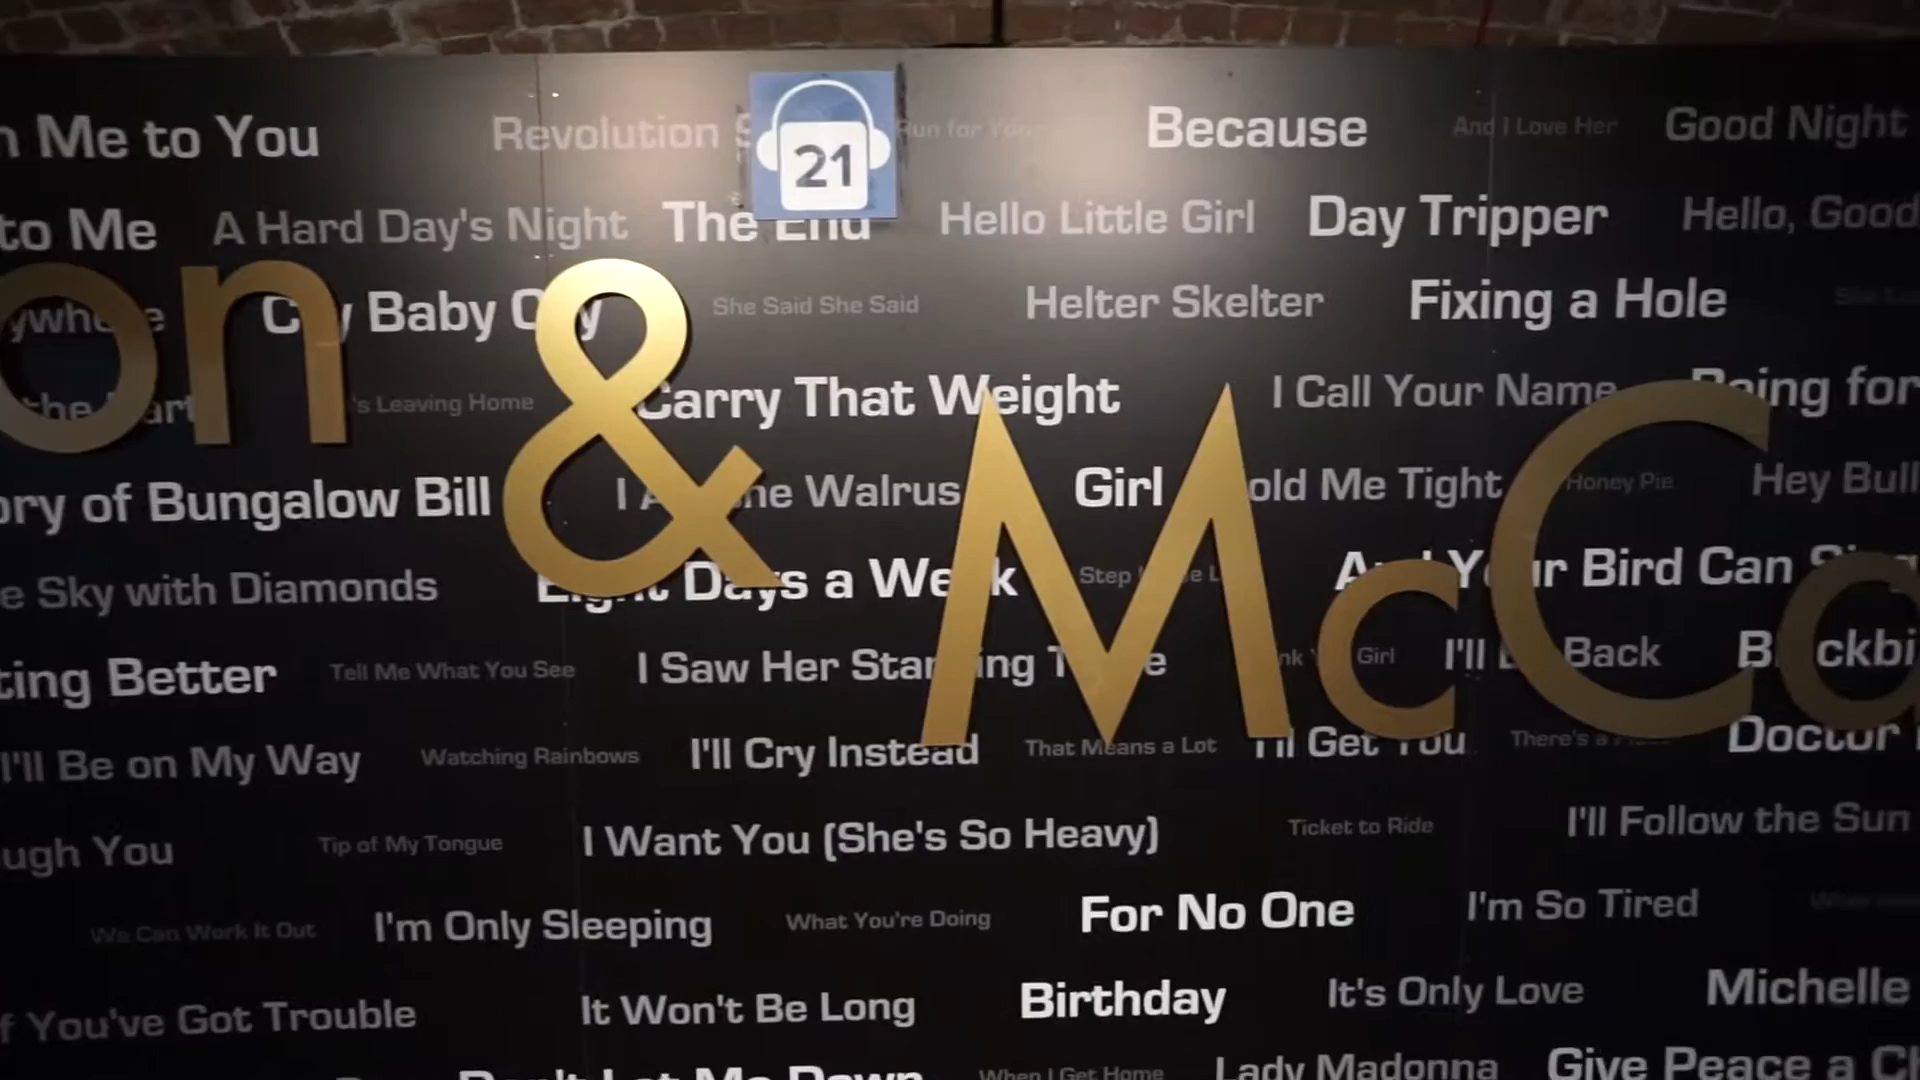 Me to You Revolution Run for Your Because And I Love Her Good Night
21
to Me A Hard Day's Night The End Hello Little Girl Day Tripper Hello, Good
on & McCa
Cry Baby Cry She Said She Said Helter Skelter Fixing a Hole
the 's Leaving Home Carry That Weight I Call Your Name for
ory of Bungalow Bill I Am the Walrus Girl old Me Tight Honey Pie Hey Bull
e Sky with Diamonds Eight Days a Week Step And Your Bird Can Sing
ting Better Tell Me What You See I Saw Her Standing There Girl I'll Be Back Blackbi
I'll Be on My Way Watching Rainbows I'll Cry Instead That Means a Lot I'll Get You There's a Doctor
ugh You Tip of My Tongue I Want You (She's So Heavy) Ticket to Ride I'll Follow the Sun
We Can Work It Out I'm Only Sleeping What You're Doing For No One I'm So Tired
f You've Got Trouble It Won't Be Long Birthday It's Only Love Michelle
Don't Let Me Down When I Get Home Lady Madonna Give Peace a Ch